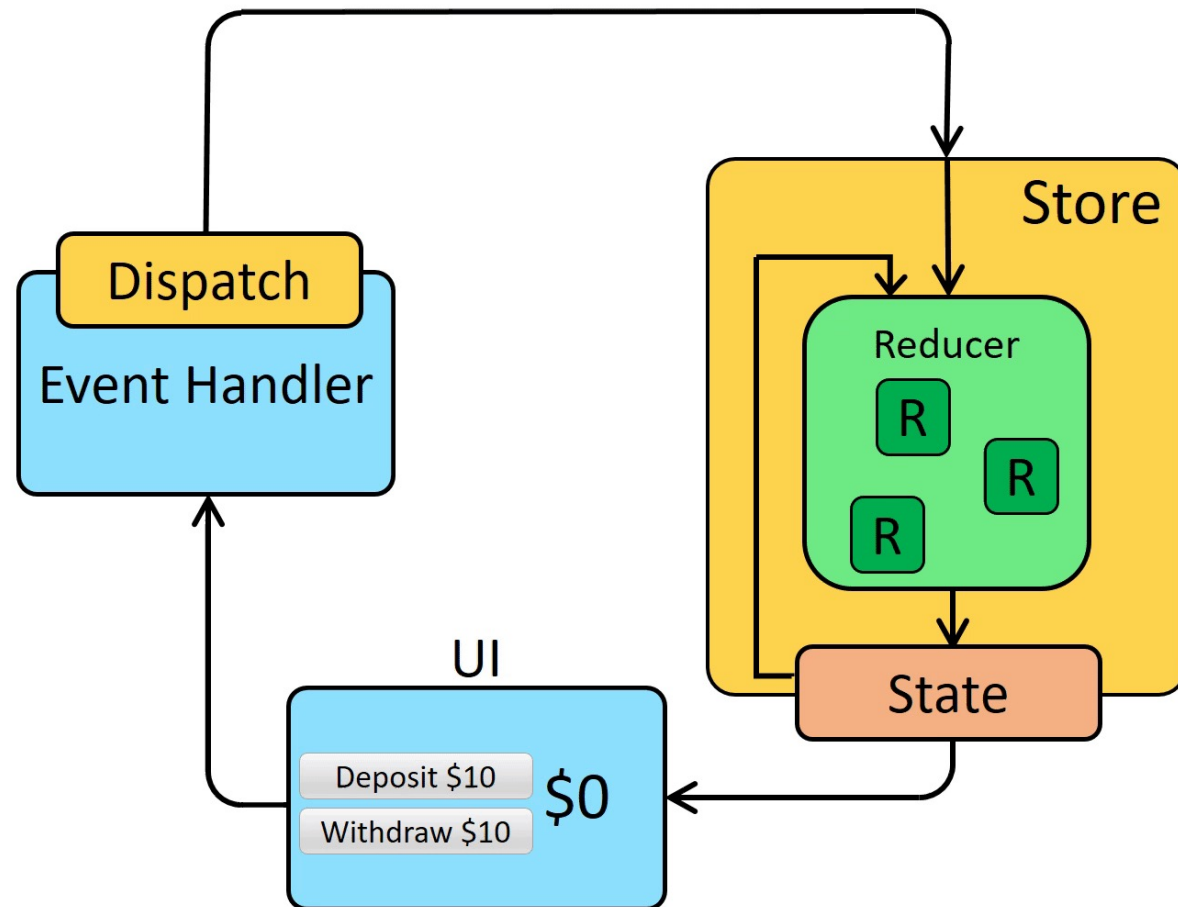 Store
Dispatch
Event Handler
Reducer
R
R
R
State
UI
Deposit $10
Withdraw $10
$0